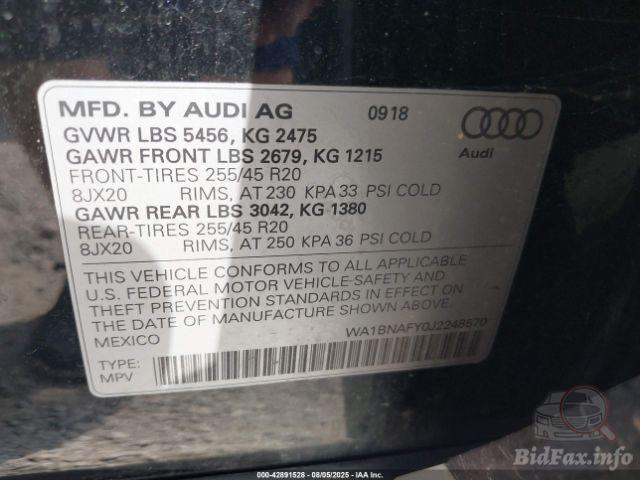 MFD. BY AUDI AG 0918
GVWR LBS 5456, KG 2475
GAWR FRONT LBS 2679, KG 1215
Audi
FRONT-TIRES 255/45 R20
8JX20 RIMS, AT 230 KPA 33 PSI COLD
GAWR REAR LBS 3042, KG 1380
REAR-TIRES 255/45 R20
8JX20 RIMS, AT 250 KPA 36 PSI COLD
THIS VEHICLE CONFORMS TO ALL APPLICABLE
U.S. FEDERAL MOTOR VEHICLE SAFETY AND
THEFT PREVENTION STANDARDS IN EFFECT ON
THE DATE OF MANUFACTURE SHOWN ABOVE.
MEXICO WA1BNAFY0J2248570
TYPE:
MPV
BidFax.info
000-42891528 - 08/05/2025 - IAA Inc.